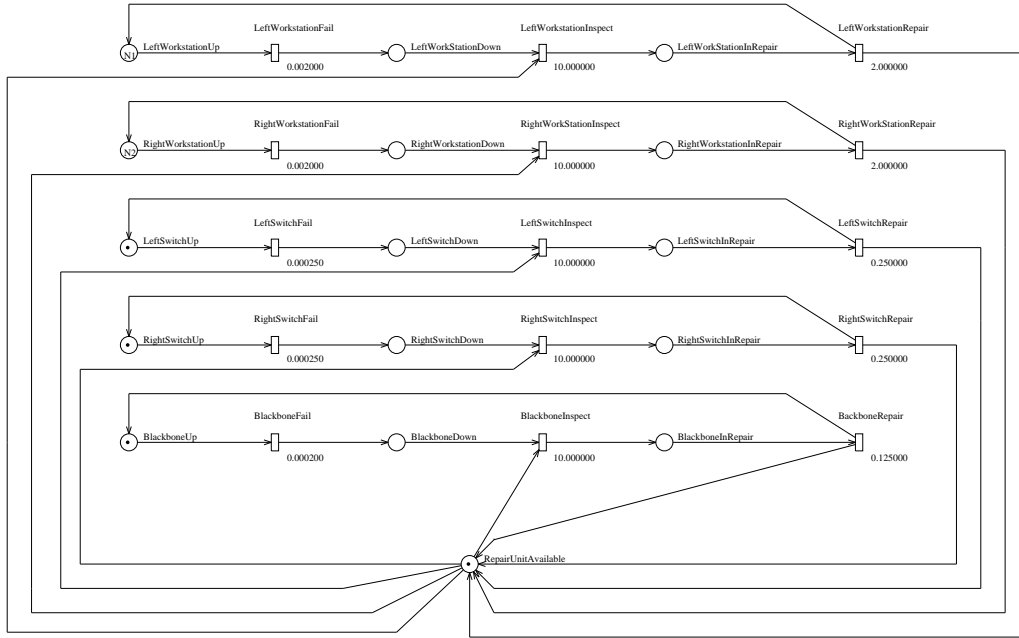 LeftWorkstationFail LeftWorkstationInspect LeftWorkstationRepair
N1 LeftWorkstationUp LeftWorkStationDown LeftWorkStationInRepair
0.002000 10.000000 2.000000
RightWorkstationFail RightWorkStationInspect RightWorkStationRepair
N2 RightWorkstationUp RightWorkstationDown RightWorkstationInRepair
0.002000 10.000000 2.000000
LeftSwitchFail LeftSwitchInspect LeftSwitchRepair
LeftSwitchUp LeftSwitchDown LeftSwitchInRepair
0.000250 10.000000 0.250000
RightSwitchFail RightSwitchInspect RightSwitchRepair
RightSwitchUp RightSwitchDown RightSwitchInRepair
0.000250 10.000000 0.250000
BlackboneFail BlackboneInspect BackboneRepair
BlackboneUp BlackboneDown BlackboneInRepair
0.000200 10.000000 0.125000
RepairUnitAvailable